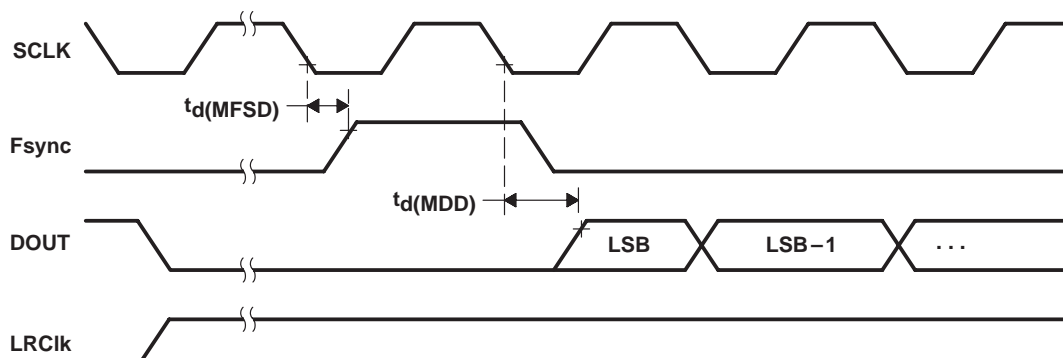 SCLK
td(MFSD)
Fsync
td(MDD)
DOUT LSB LSB–1 . . .
LRClk